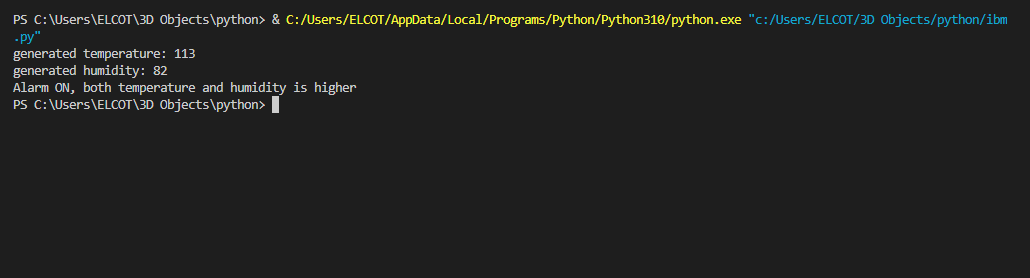 PS C:\Users\ELCOT\3D Objects\python> & C:/Users/ELCOT/AppData/Local/Programs/Python/Python310/python.exe "c:/Users/ELCOT/3D Objects/python/ibm
.py"
generated temperature: 113
generated humidity: 82
Alarm ON, both temperature and humidity is higher
PS C:\Users\ELCOT\3D Objects\python>